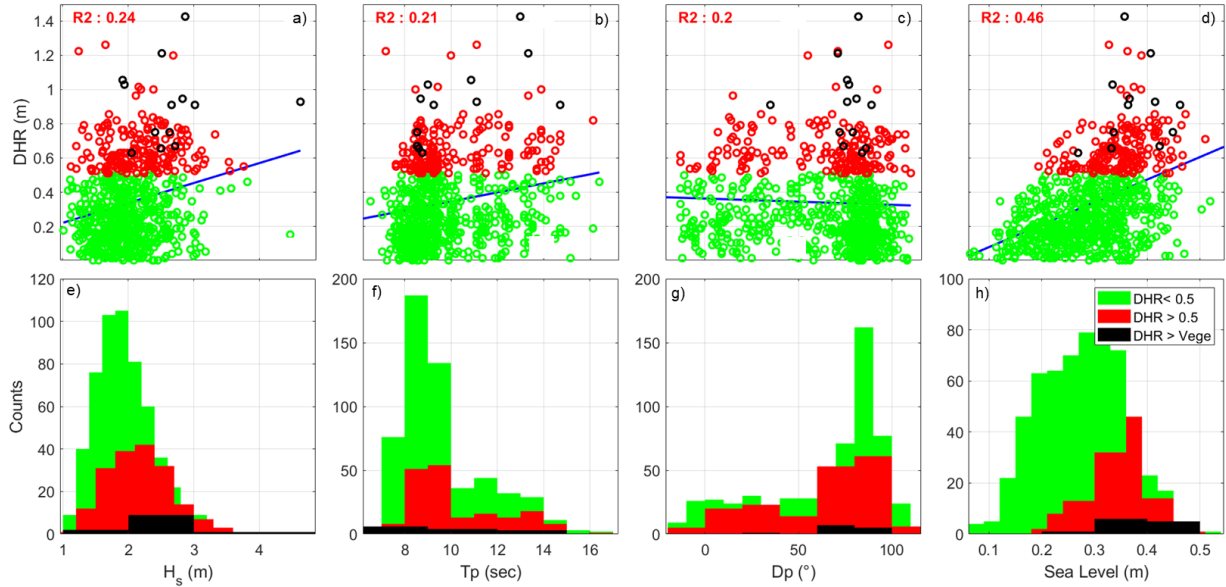 R2 : 0.24 a)
R2 : 0.21 b)
R2 : 0.2 c)
R2 : 0.46 d)
1.4
1.2
1
0.8
0.6
0.4
0.2
DHR (m)
e)
f)
g)
h)
DHR< 0.5
DHR > 0.5
DHR > Vege
120
100
80
60
40
20
0
Counts
1 2 3 4
H_s (m)
200
150
100
50
0
8 10 12 14 16
Tp (sec)
200
150
100
50
0
0 50 100
Dp (°)
100
80
60
40
20
0
0.1 0.2 0.3 0.4 0.5
Sea Level (m)